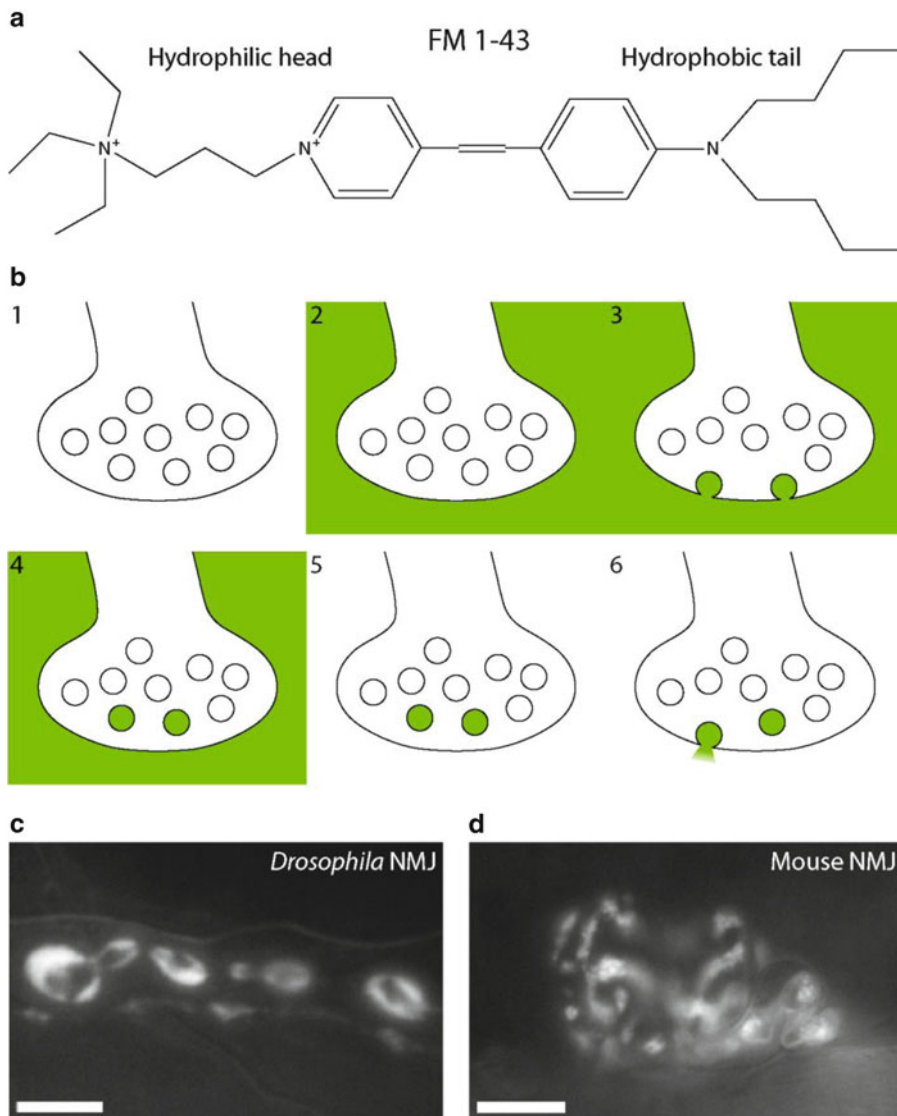 a
FM 1-43
Hydrophilic head
Hydrophobic tail
N+
N+
N
b
1
2
3
4
5
6
c
Drosophila NMJ
d
Mouse NMJ